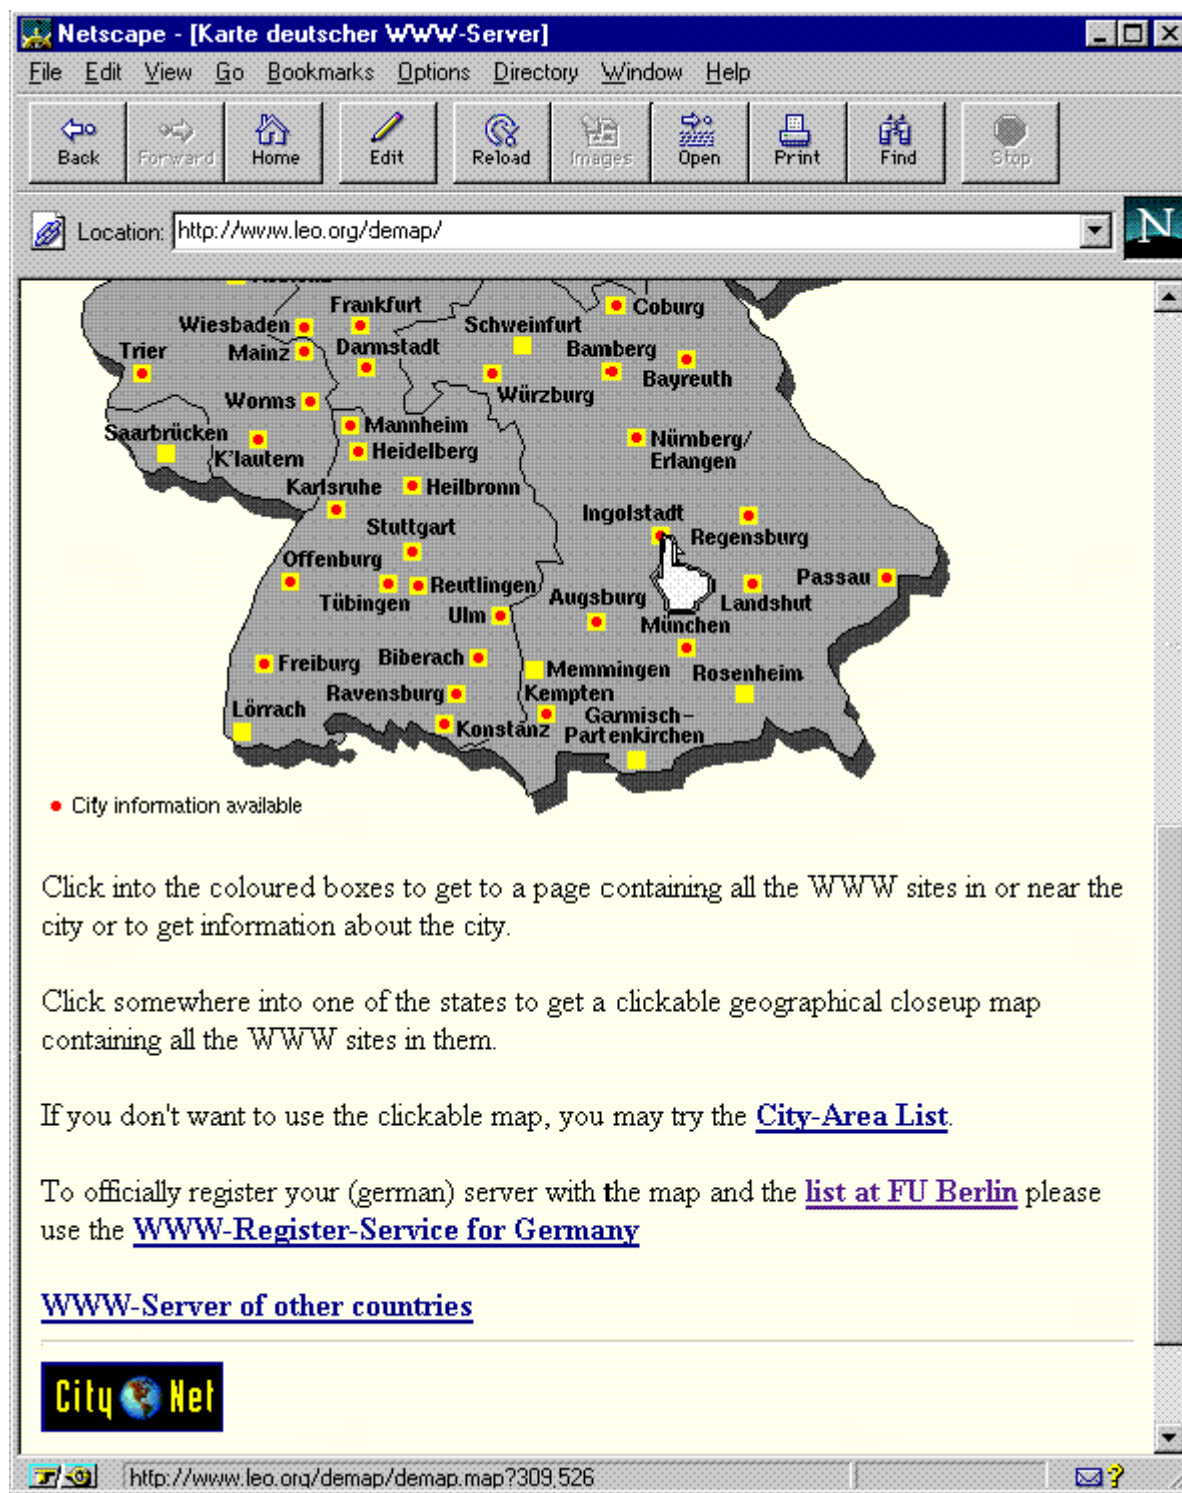 Netscape - [Karte deutscher WWW-Server]
File Edit View Go Bookmarks Options Directory Window Help
Back Forward Home Edit Reload Images Open Print Find Stop
Location: http://www.leo.org/demap/
N
Frankfurt
Coburg
Wiesbaden
Schweinfurt
Trier
Mainz
Darmstadt
Bamberg
Bayreuth
Worms
Würzburg
Saarbrücken
Mannheim
K'lautern
Heidelberg
Nürnberg/
Erlangen
Karlsruhe
Heilbronn
Ingolstadt
Stuttgart
Regensburg
Offenburg
Passau
Tübingen
Reutlingen
Augsburg
Landshut
Ulm
München
Freiburg
Biberach
Memmingen
Rosenheim
Ravensburg
Kempten
Lörrach
Konstanz
Garmisch-
Partenkirchen
City information available
Click into the coloured boxes to get to a page containing all the WWW sites in or near the
city or to get information about the city.
Click somewhere into one of the states to get a clickable geographical closeup map
containing all the WWW sites in them.
If you don't want to use the clickable map, you may try the City-Area List.
To officially register your (german) server with the map and the list at FU Berlin please
use the WWW-Register-Service for Germany
WWW-Server of other countries
City Net
http://www.leo.org/demap/demap.map?309,526